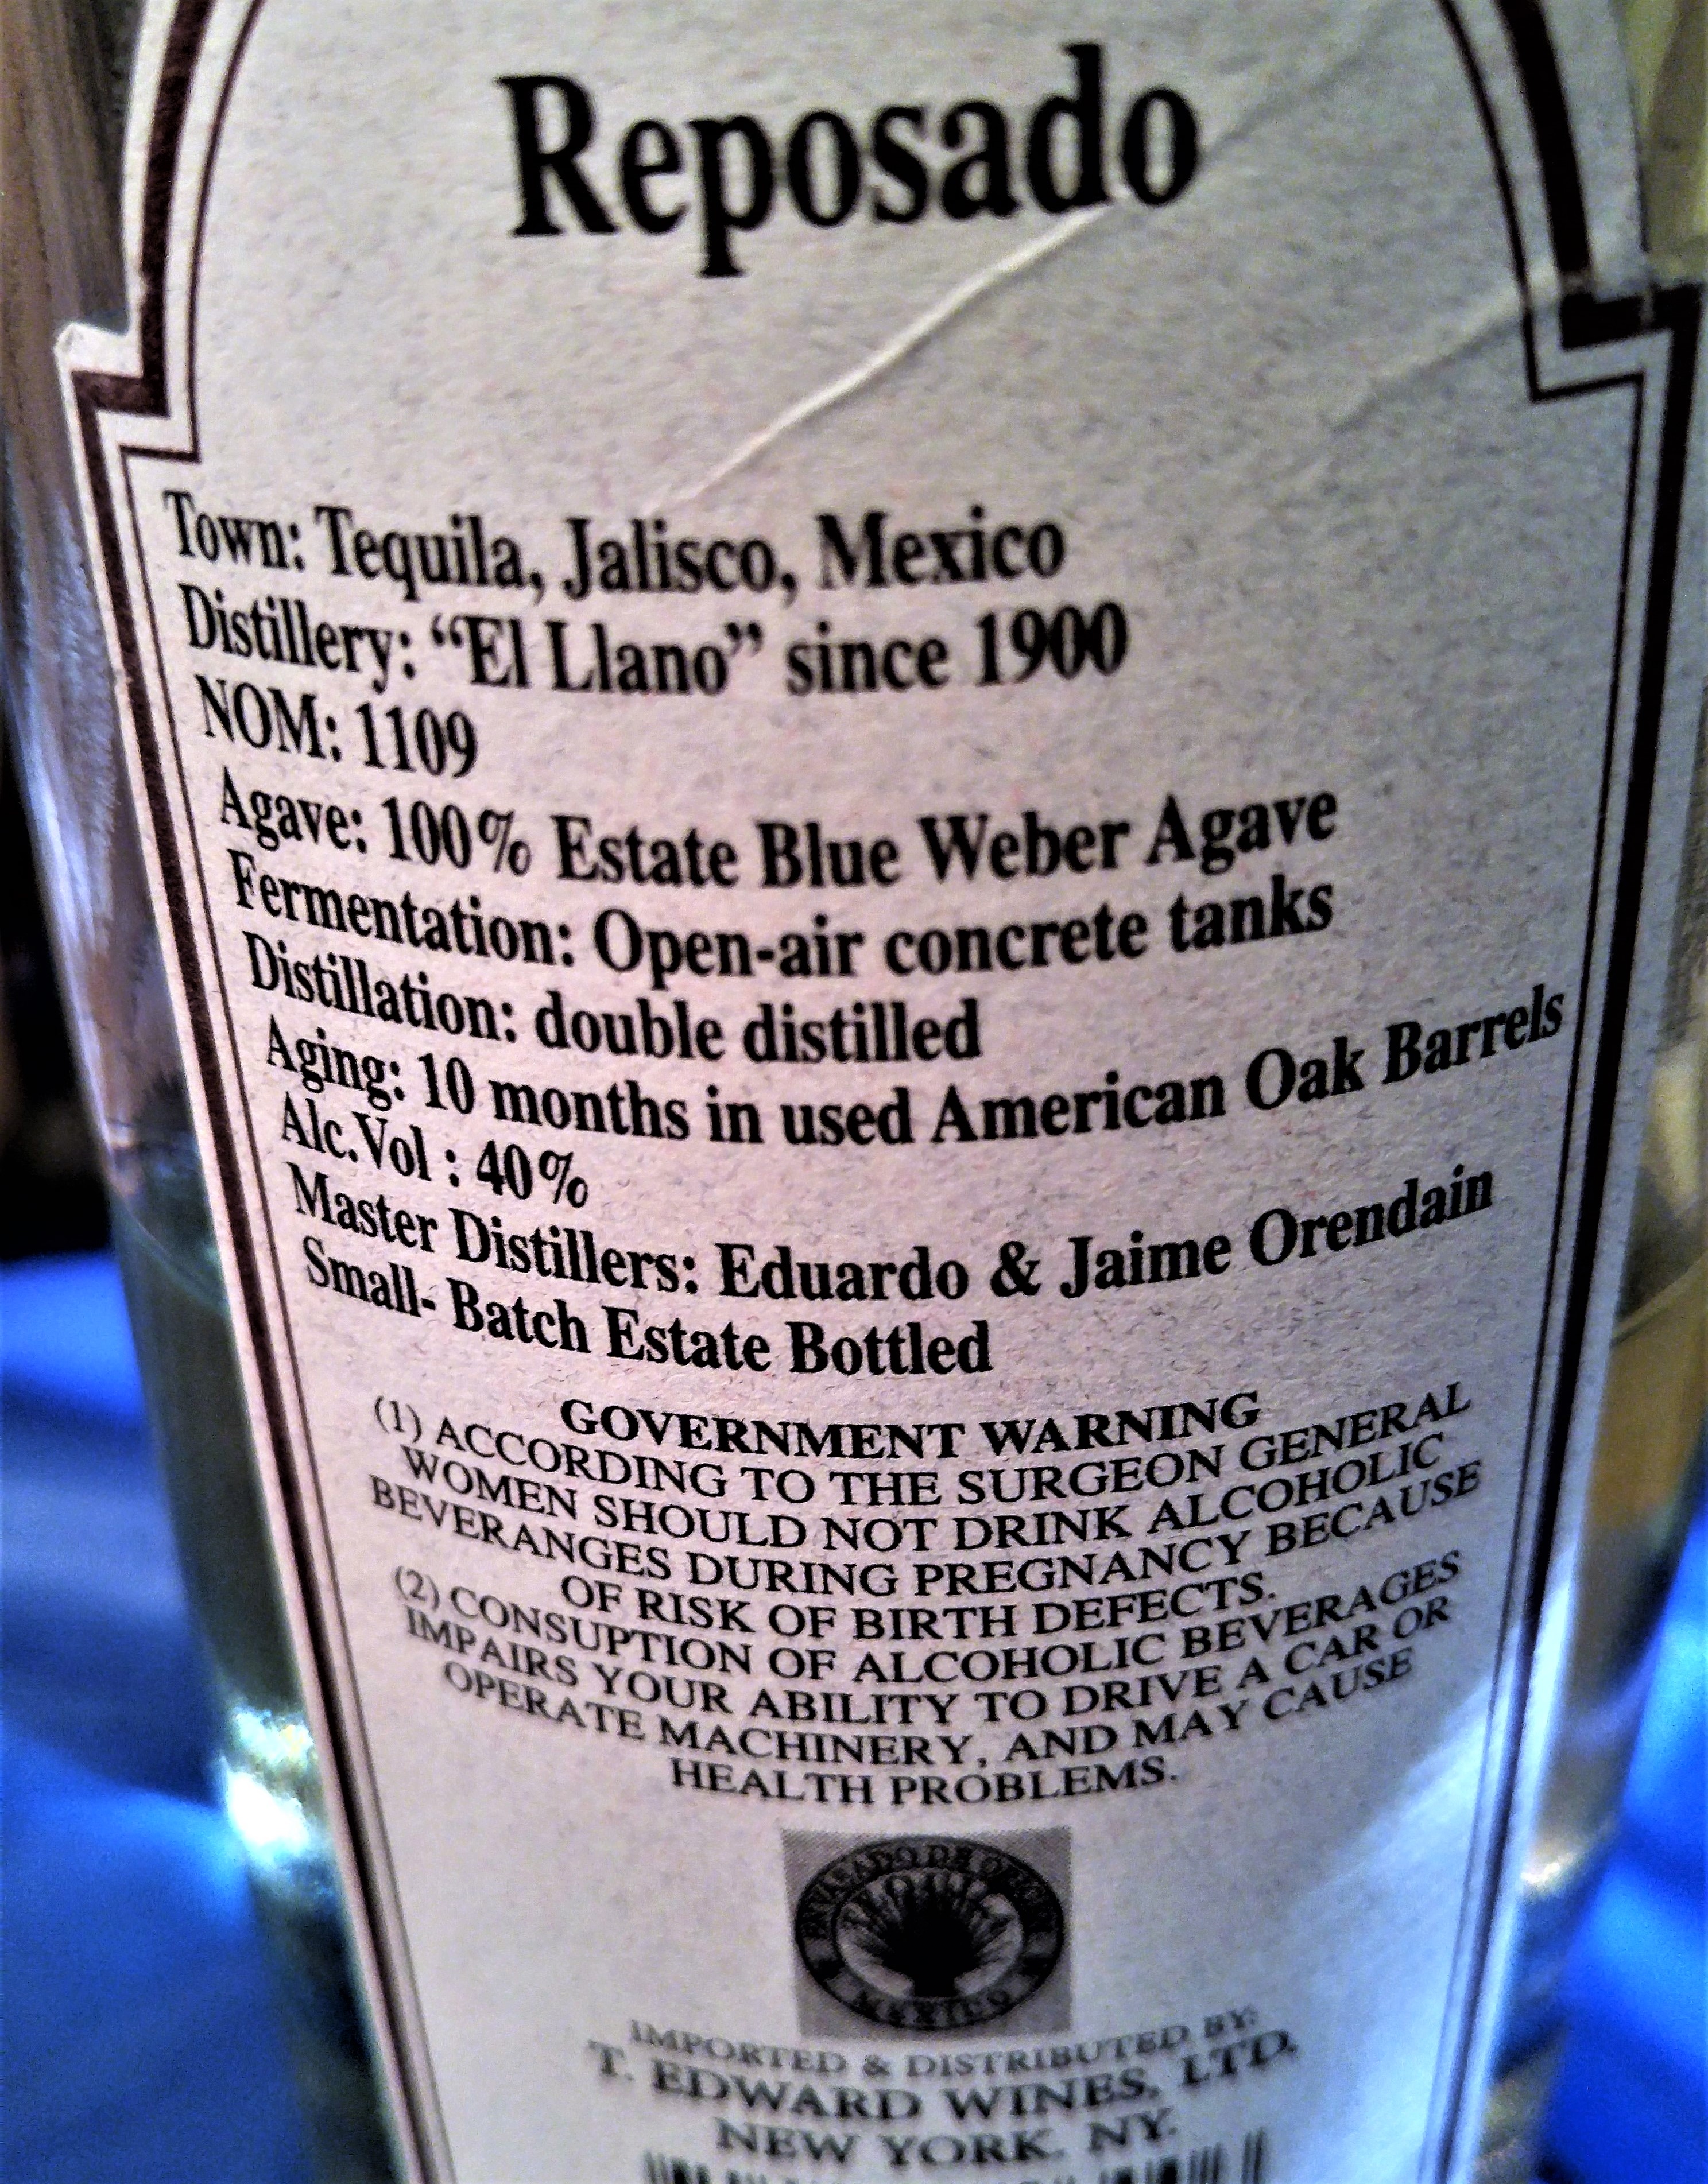 Reposado
Town: Tequila, Jalisco, Mexico
Distillery: “El Llano” since 1900
NOM: 1109
Agave: 100% Estate Blue Weber Agave
Fermentation: Open-air concrete tanks
Distillation: double distilled
Aging: 10 months in used American Oak Barrels
Alc.Vol : 40%
Master Distillers: Eduardo & Jaime Orendain
Small- Batch Estate Bottled
GOVERNMENT WARNING
(1) ACCORDING TO THE SURGEON GENERAL
WOMEN SHOULD NOT DRINK ALCOHOLIC
BEVERANGES DURING PREGNANCY BECAUSE
OF RISK OF BIRTH DEFECTS.
(2) CONSUPTION OF ALCOHOLIC BEVERAGES
IMPAIRS YOUR ABILITY TO DRIVE A CAR OR
OPERATE MACHINERY, AND MAY CAUSE
HEALTH PROBLEMS.
ENVASADO DE ORIGEN
TEQUILA
MEXICO
IMPORTED & DISTRIBUTED BY:
T. EDWARD WINES, LTD.
NEW YORK, NY.